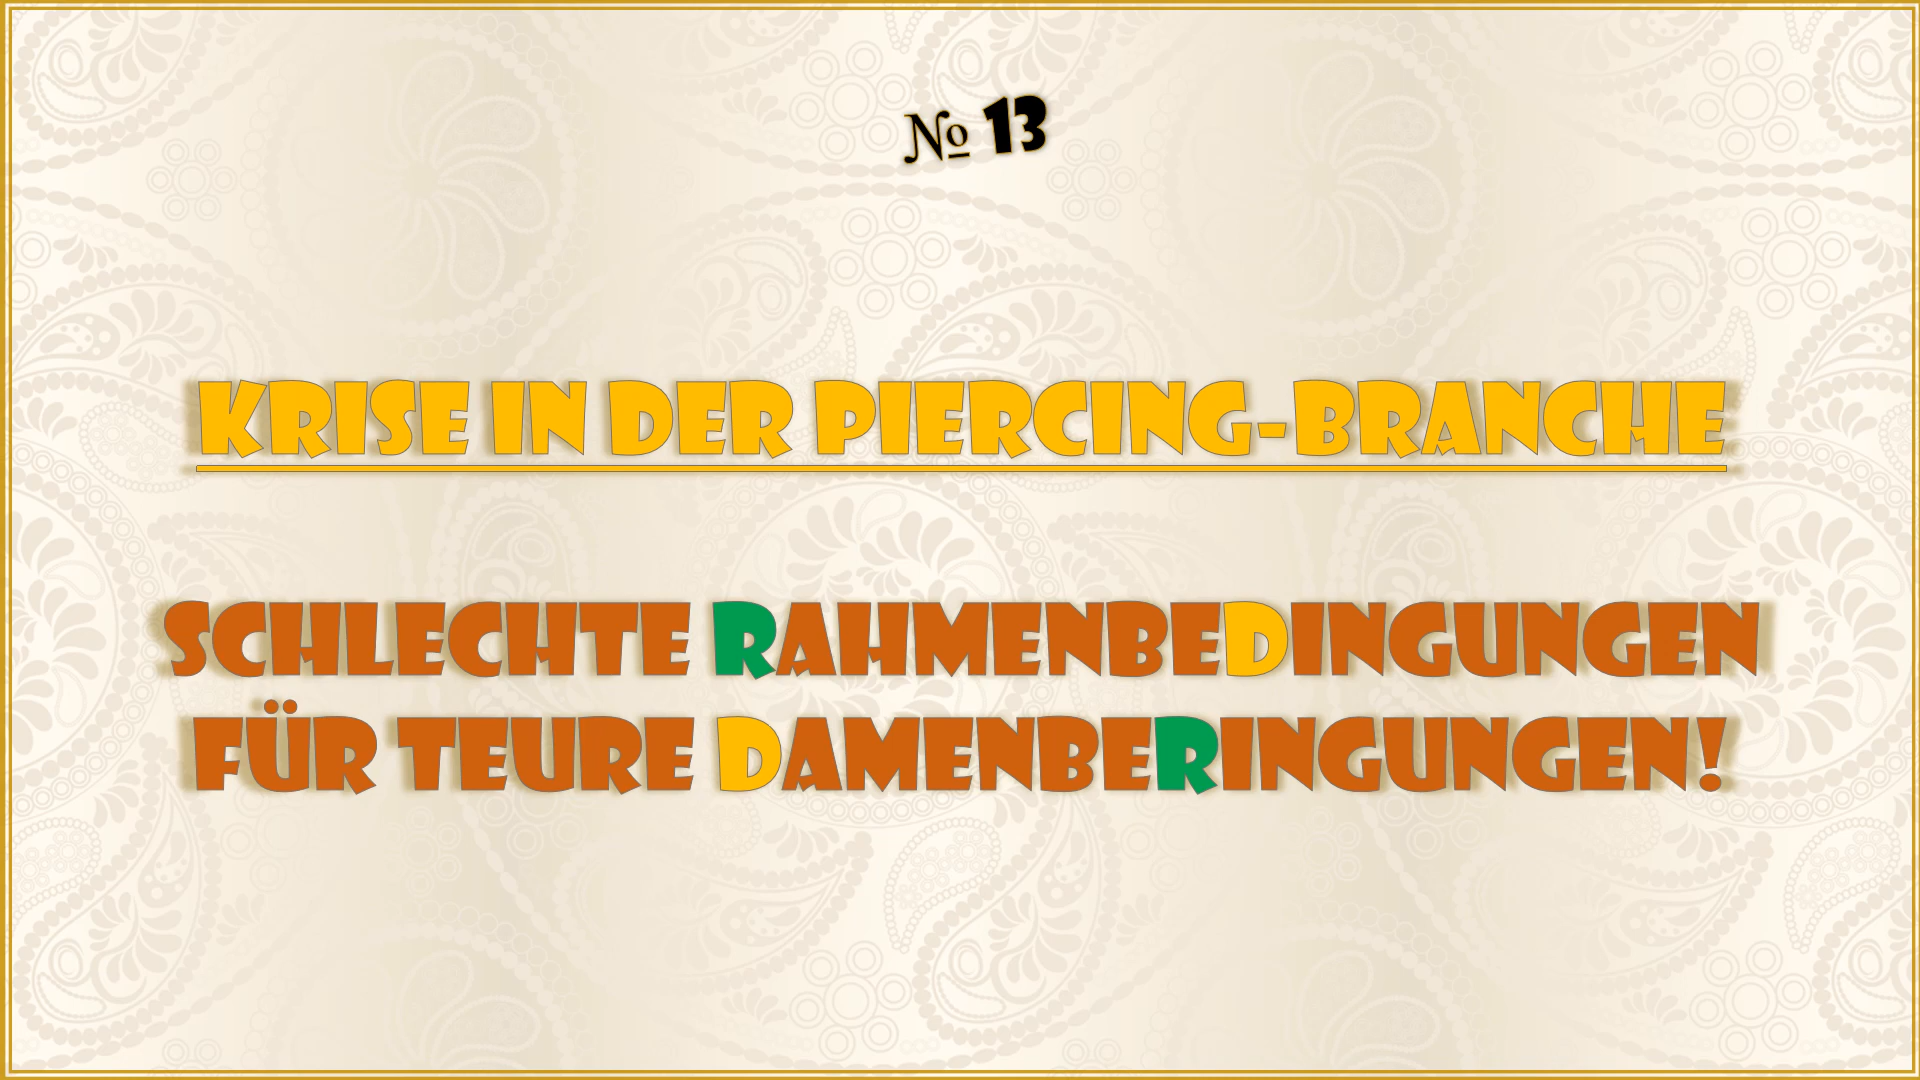 № 13
KRISE IN DER PIERCING-BRANCHE
SCHLECHTE RAHMENBEDINGUNGEN
FÜR TEURE DAMENBERINGUNGEN!